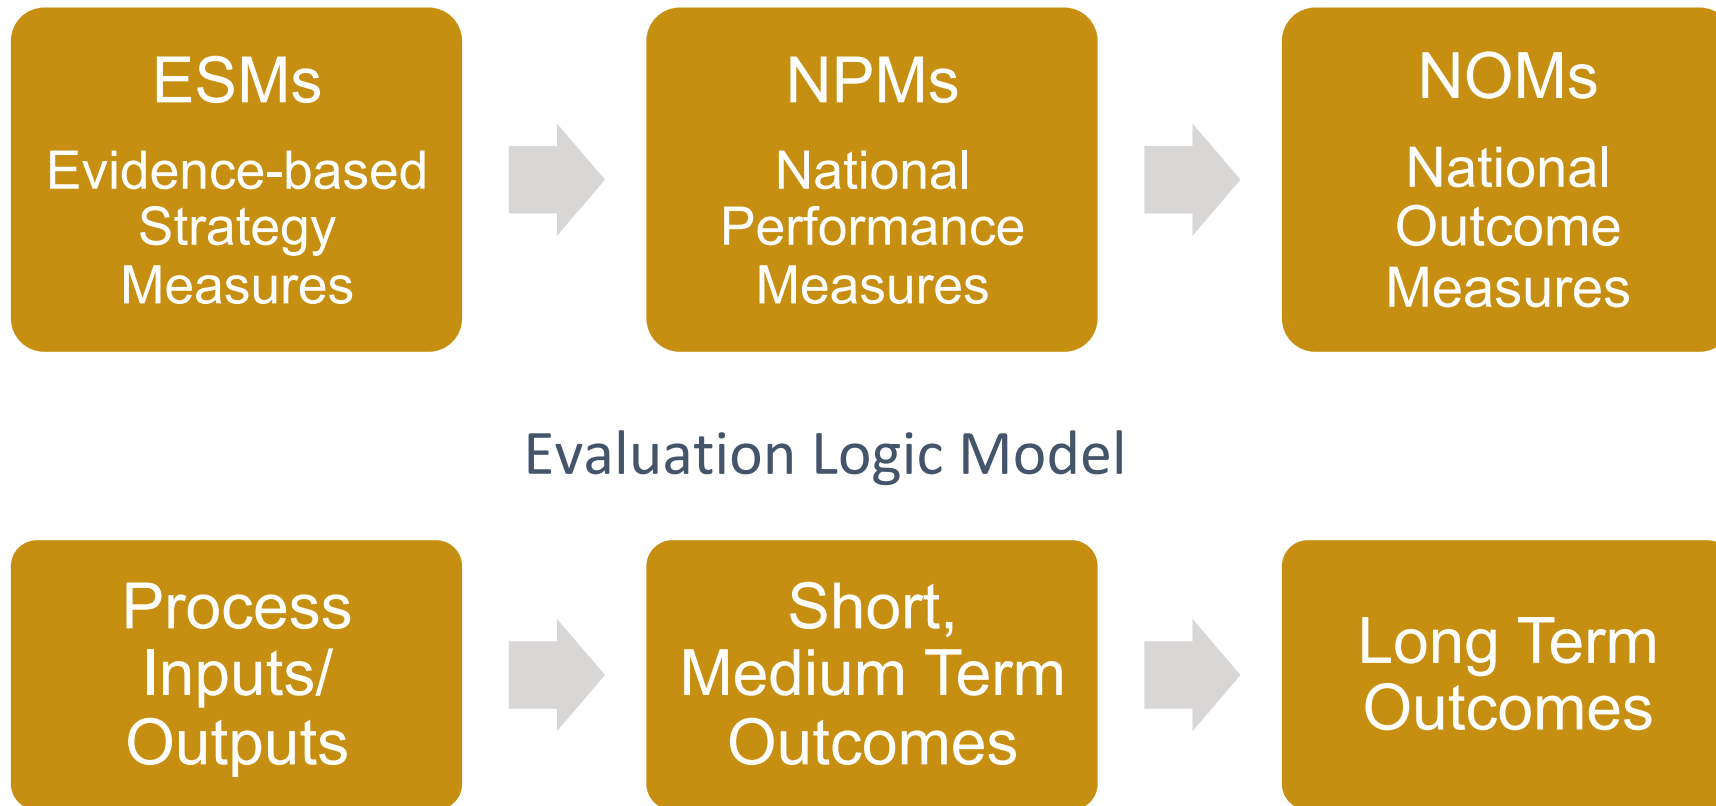 ESMs
Evidence-based
Strategy
Measures
NPMs
National
Performance
Measures
NOMs
National
Outcome
Measures
Evaluation Logic Model
Process
Inputs/
Outputs
Short,
Medium Term
Outcomes
Long Term
Outcomes